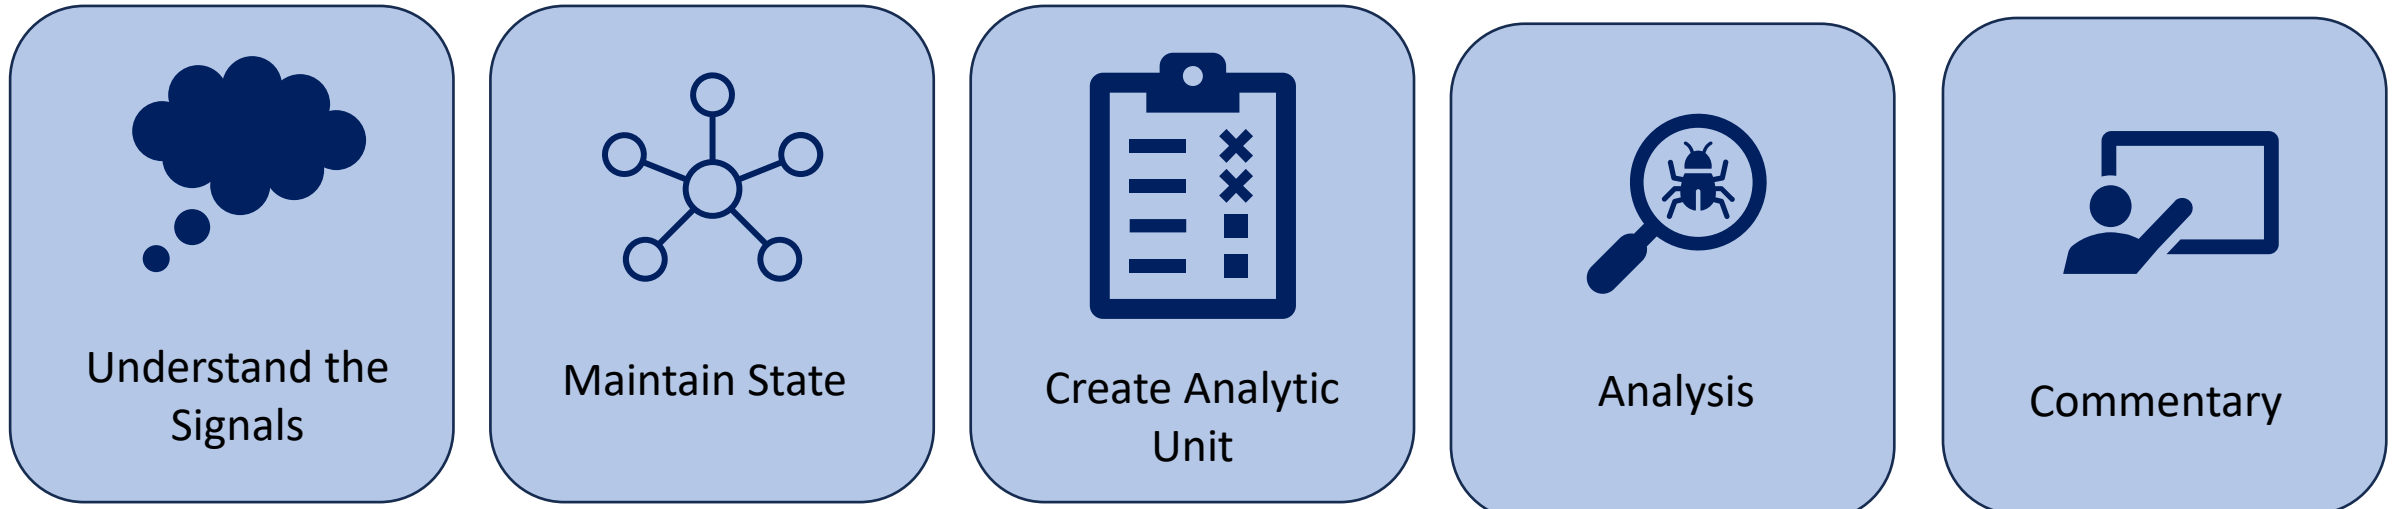 Understand the
Signals
Maintain State
Create Analytic
Unit
Analysis
Commentary